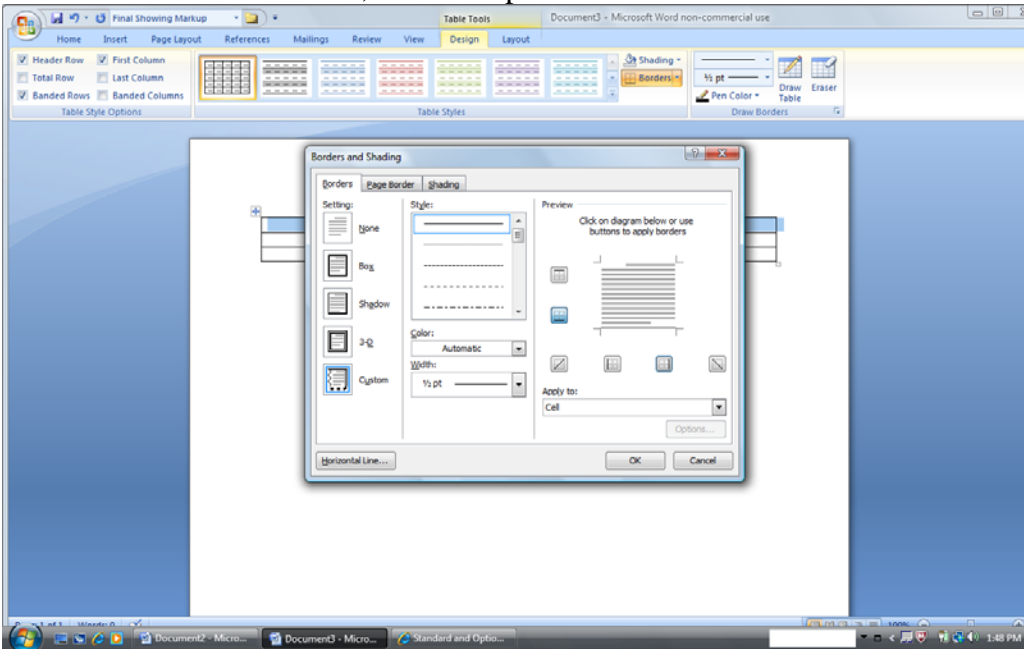 Final Showing Markup
Table Tools
Document3 - Microsoft Word non-commercial use
Home Insert Page Layout References Mailings Review View Design Layout
Header Row First Column
Total Row Last Column
Banded Rows Banded Columns
Table Style Options
Table Styles
Shading
Borders
½ pt
Pen Color
Draw Table
Eraser
Draw Borders
Borders and Shading
Borders Page Border Shading
Setting:
None
Box
Shadow
3-D
Custom
Style:
Color:
Automatic
Width:
½ pt
Preview
Click on diagram below or use
buttons to apply borders
Apply to:
Cell
Options...
Horizontal Line...
OK Cancel
100%
Document2 - Micro... Document3 - Micro... Standard and Optio... 1:48 PM